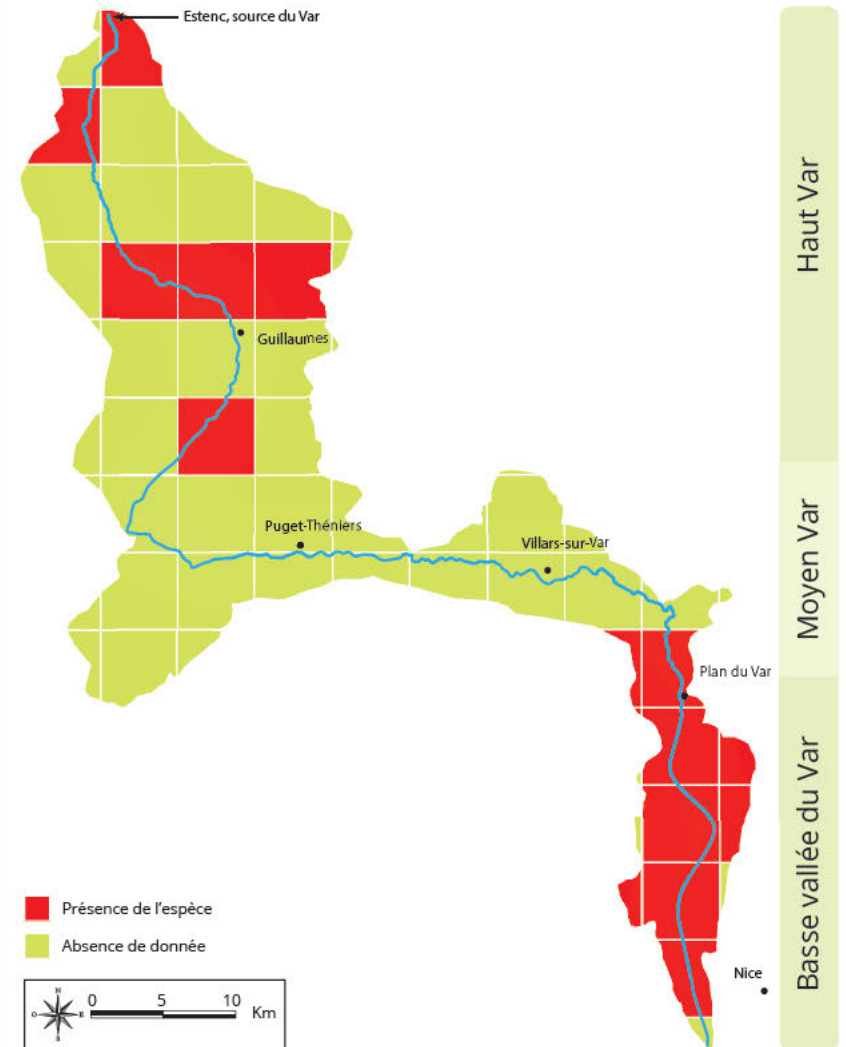 Estenc, source du Var
Haut Var
Guillaumes
Puget-Théniers
Villars-sur-Var
Moyen Var
Plan du Var
Basse vallée du Var
Présence de l'espèce
Absence de donnée
Nice
N
O E
S
0 5 10 Km